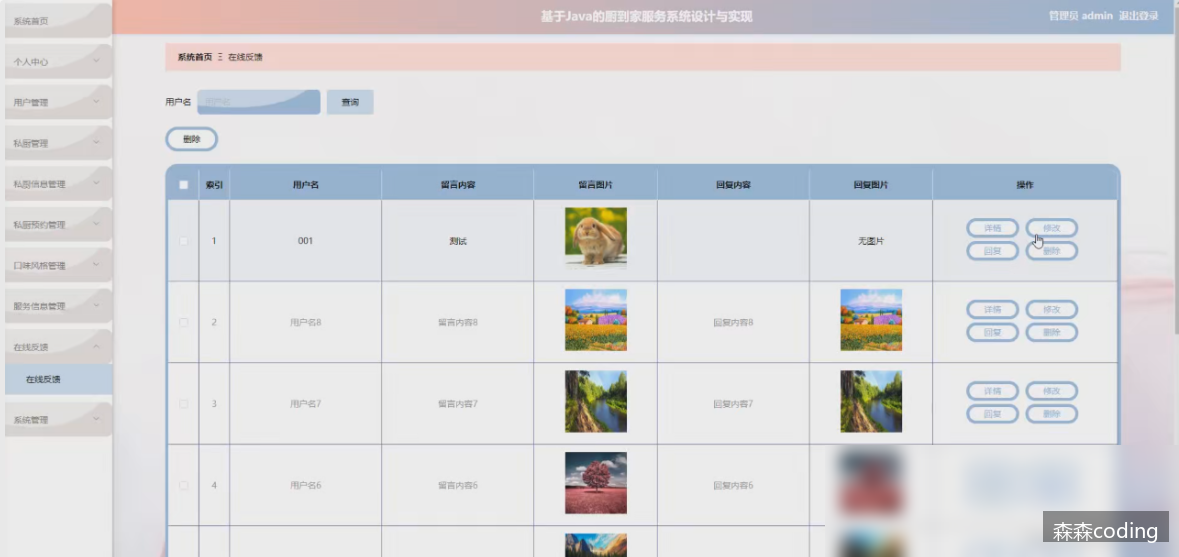 基于Java的厨到家服务系统设计与实现
管理员 admin 退出登录
系统首页
个人中心
用户管理
私厨管理
私厨信息管理
私厨预约管理
口味风格管理
服务信息管理
在线反馈
在线反馈
系统管理
系统首页 Ξ 在线反馈
用户名 用户名 查询
删除
索引 用户名 留言内容 留言图片 回复内容 回复图片 操作
1 001 测试 无图片 详情 修改
回复 删除
2 用户名8 留言内容8 回复内容8 详情 修改
回复 删除
3 用户名7 留言内容7 回复内容7 详情 修改
回复 删除
4 用户名6 留言内容6 回复内容6
森森coding